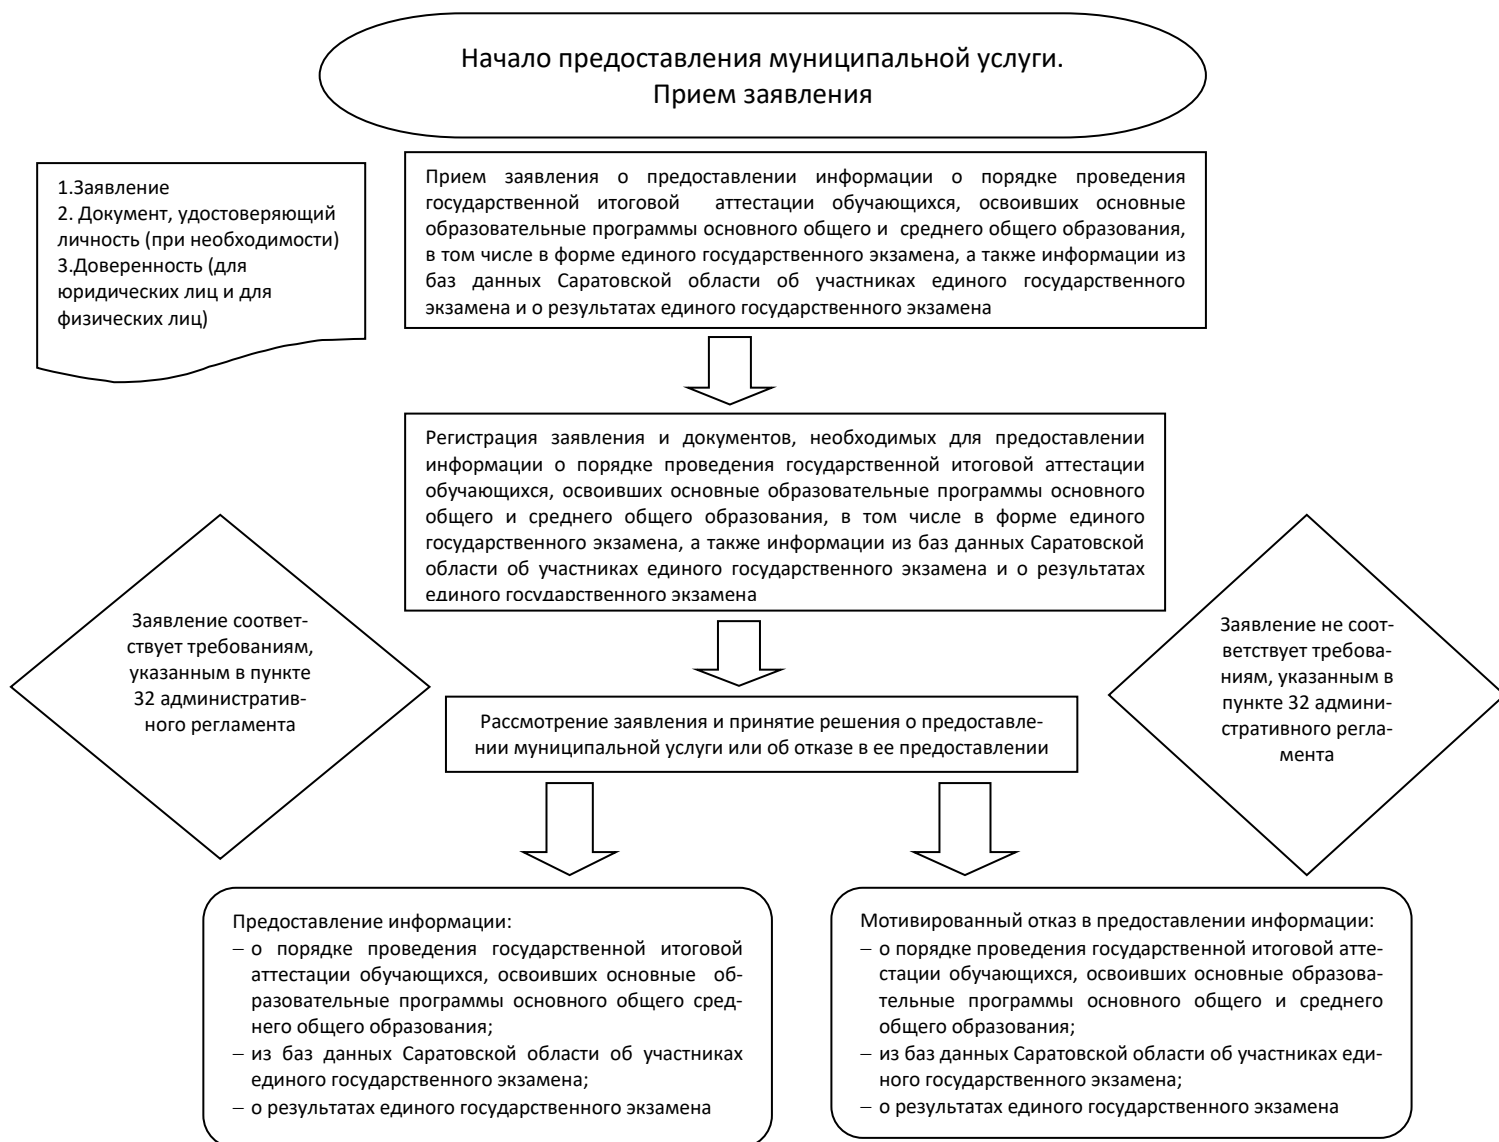 Начало предоставления муниципальной услуги.
Прием заявления
1.Заявление
2. Документ, удостоверяющий
личность (при необходимости)
3.Доверенность (для
юридических лиц и для
физических лиц)
Прием заявления о предоставлении информации о порядке проведения
государственной итоговой аттестации обучающихся, освоивших основные
образовательные программы основного общего и среднего общего образования,
в том числе в форме единого государственного экзамена, а также информации из
баз данных Саратовской области об участниках единого государственного
экзамена и о результатах единого государственного экзамена
Регистрация заявления и документов, необходимых для предоставлении
информации о порядке проведения государственной итоговой аттестации
обучающихся, освоивших основные образовательные программы основного
общего и среднего общего образования, в том числе в форме единого
государственного экзамена, а также информации из баз данных Саратовской
области об участниках единого государственного экзамена и о результатах
единого государственного экзамена
Заявление соответ-
ствует требованиям,
указанным в пункте
32 административ-
ного регламента
Заявление не соот-
ветствует требова-
ниям, указанным в
пункте 32 админи-
стративного регла-
мента
Рассмотрение заявления и принятие решения о предоставле-
нии муниципальной услуги или об отказе в ее предоставлении
Предоставление информации:
– о порядке проведения государственной итоговой
аттестации обучающихся, освоивших основные об-
разовательные программы основного общего сред-
него общего образования;
– из баз данных Саратовской области об участниках
единого государственного экзамена;
– о результатах единого государственного экзамена
Мотивированный отказ в предоставлении информации:
– о порядке проведения государственной итоговой атте-
стации обучающихся, освоивших основные образова-
тельные программы основного общего и среднего
общего образования;
– из баз данных Саратовской области об участниках еди-
ного государственного экзамена;
– о результатах единого государственного экзамена